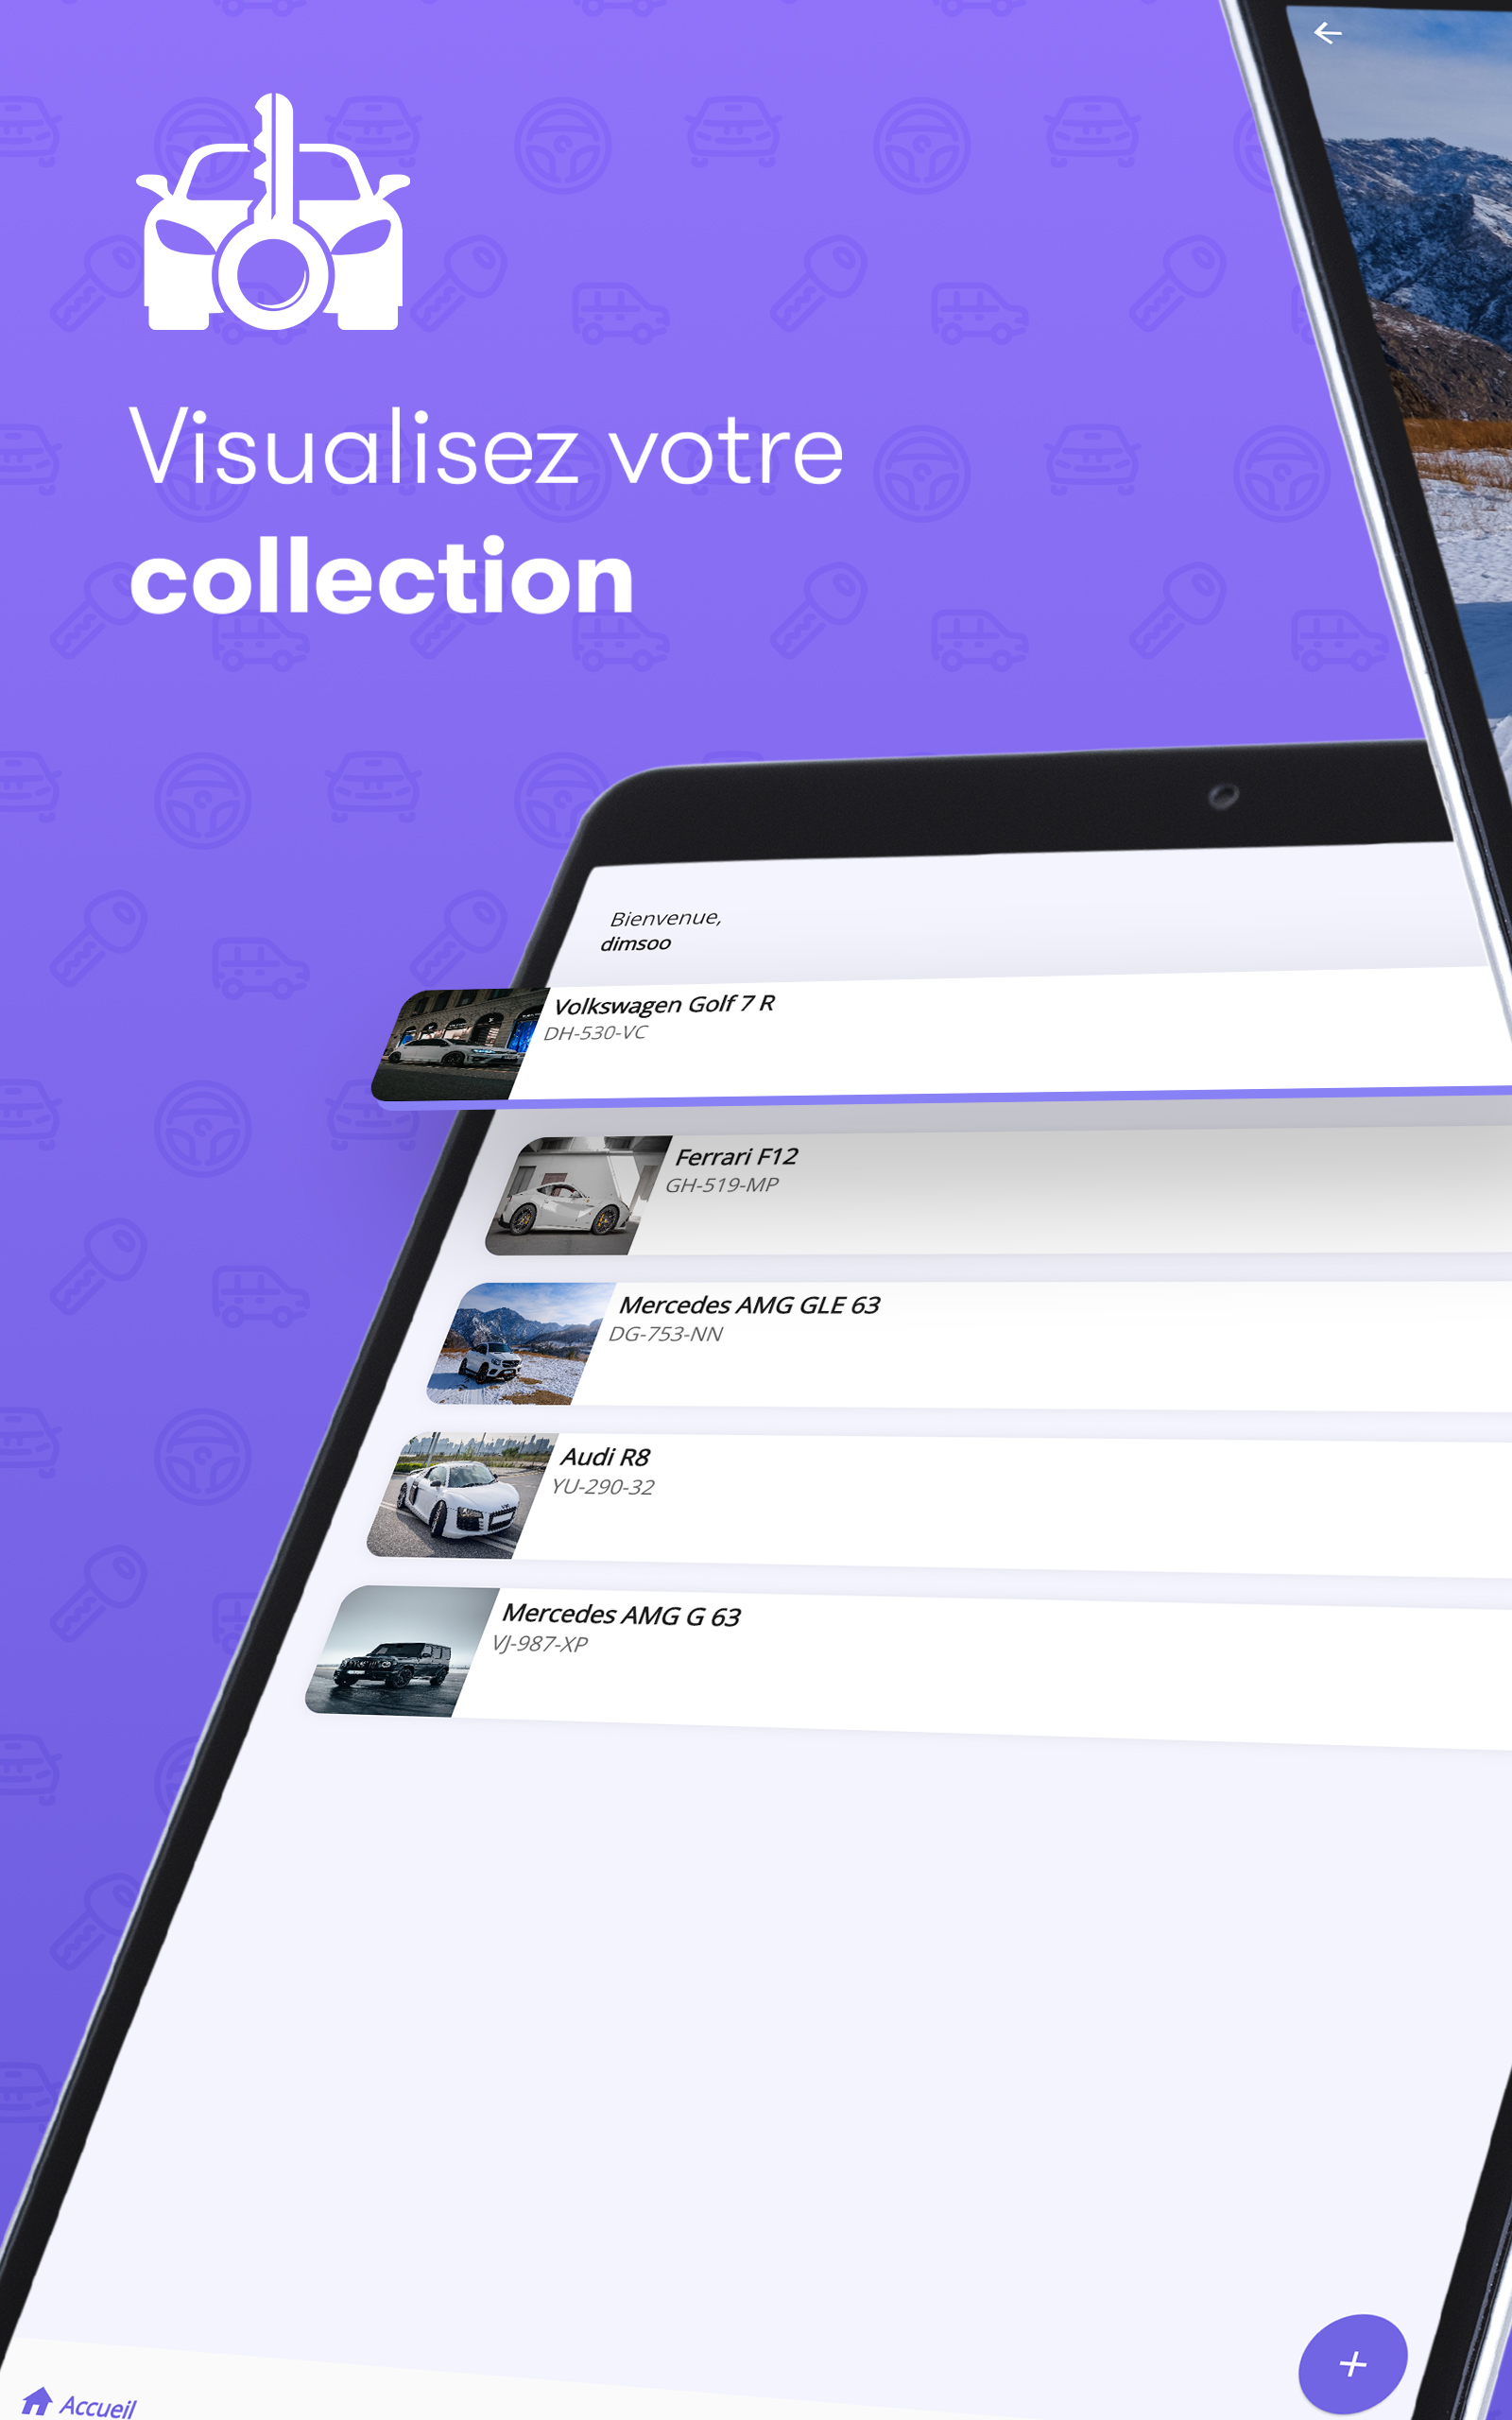 Visualisez votre
collection
Bienvenue,
dimsoo
Volkswagen Golf 7 R
DH-530-VC
Ferrari F12
GH-519-MP
Mercedes AMG GLE 63
DG-753-NN
Audi R8
YU-290-32
Mercedes AMG G 63
VJ-987-XP
+
Accueil